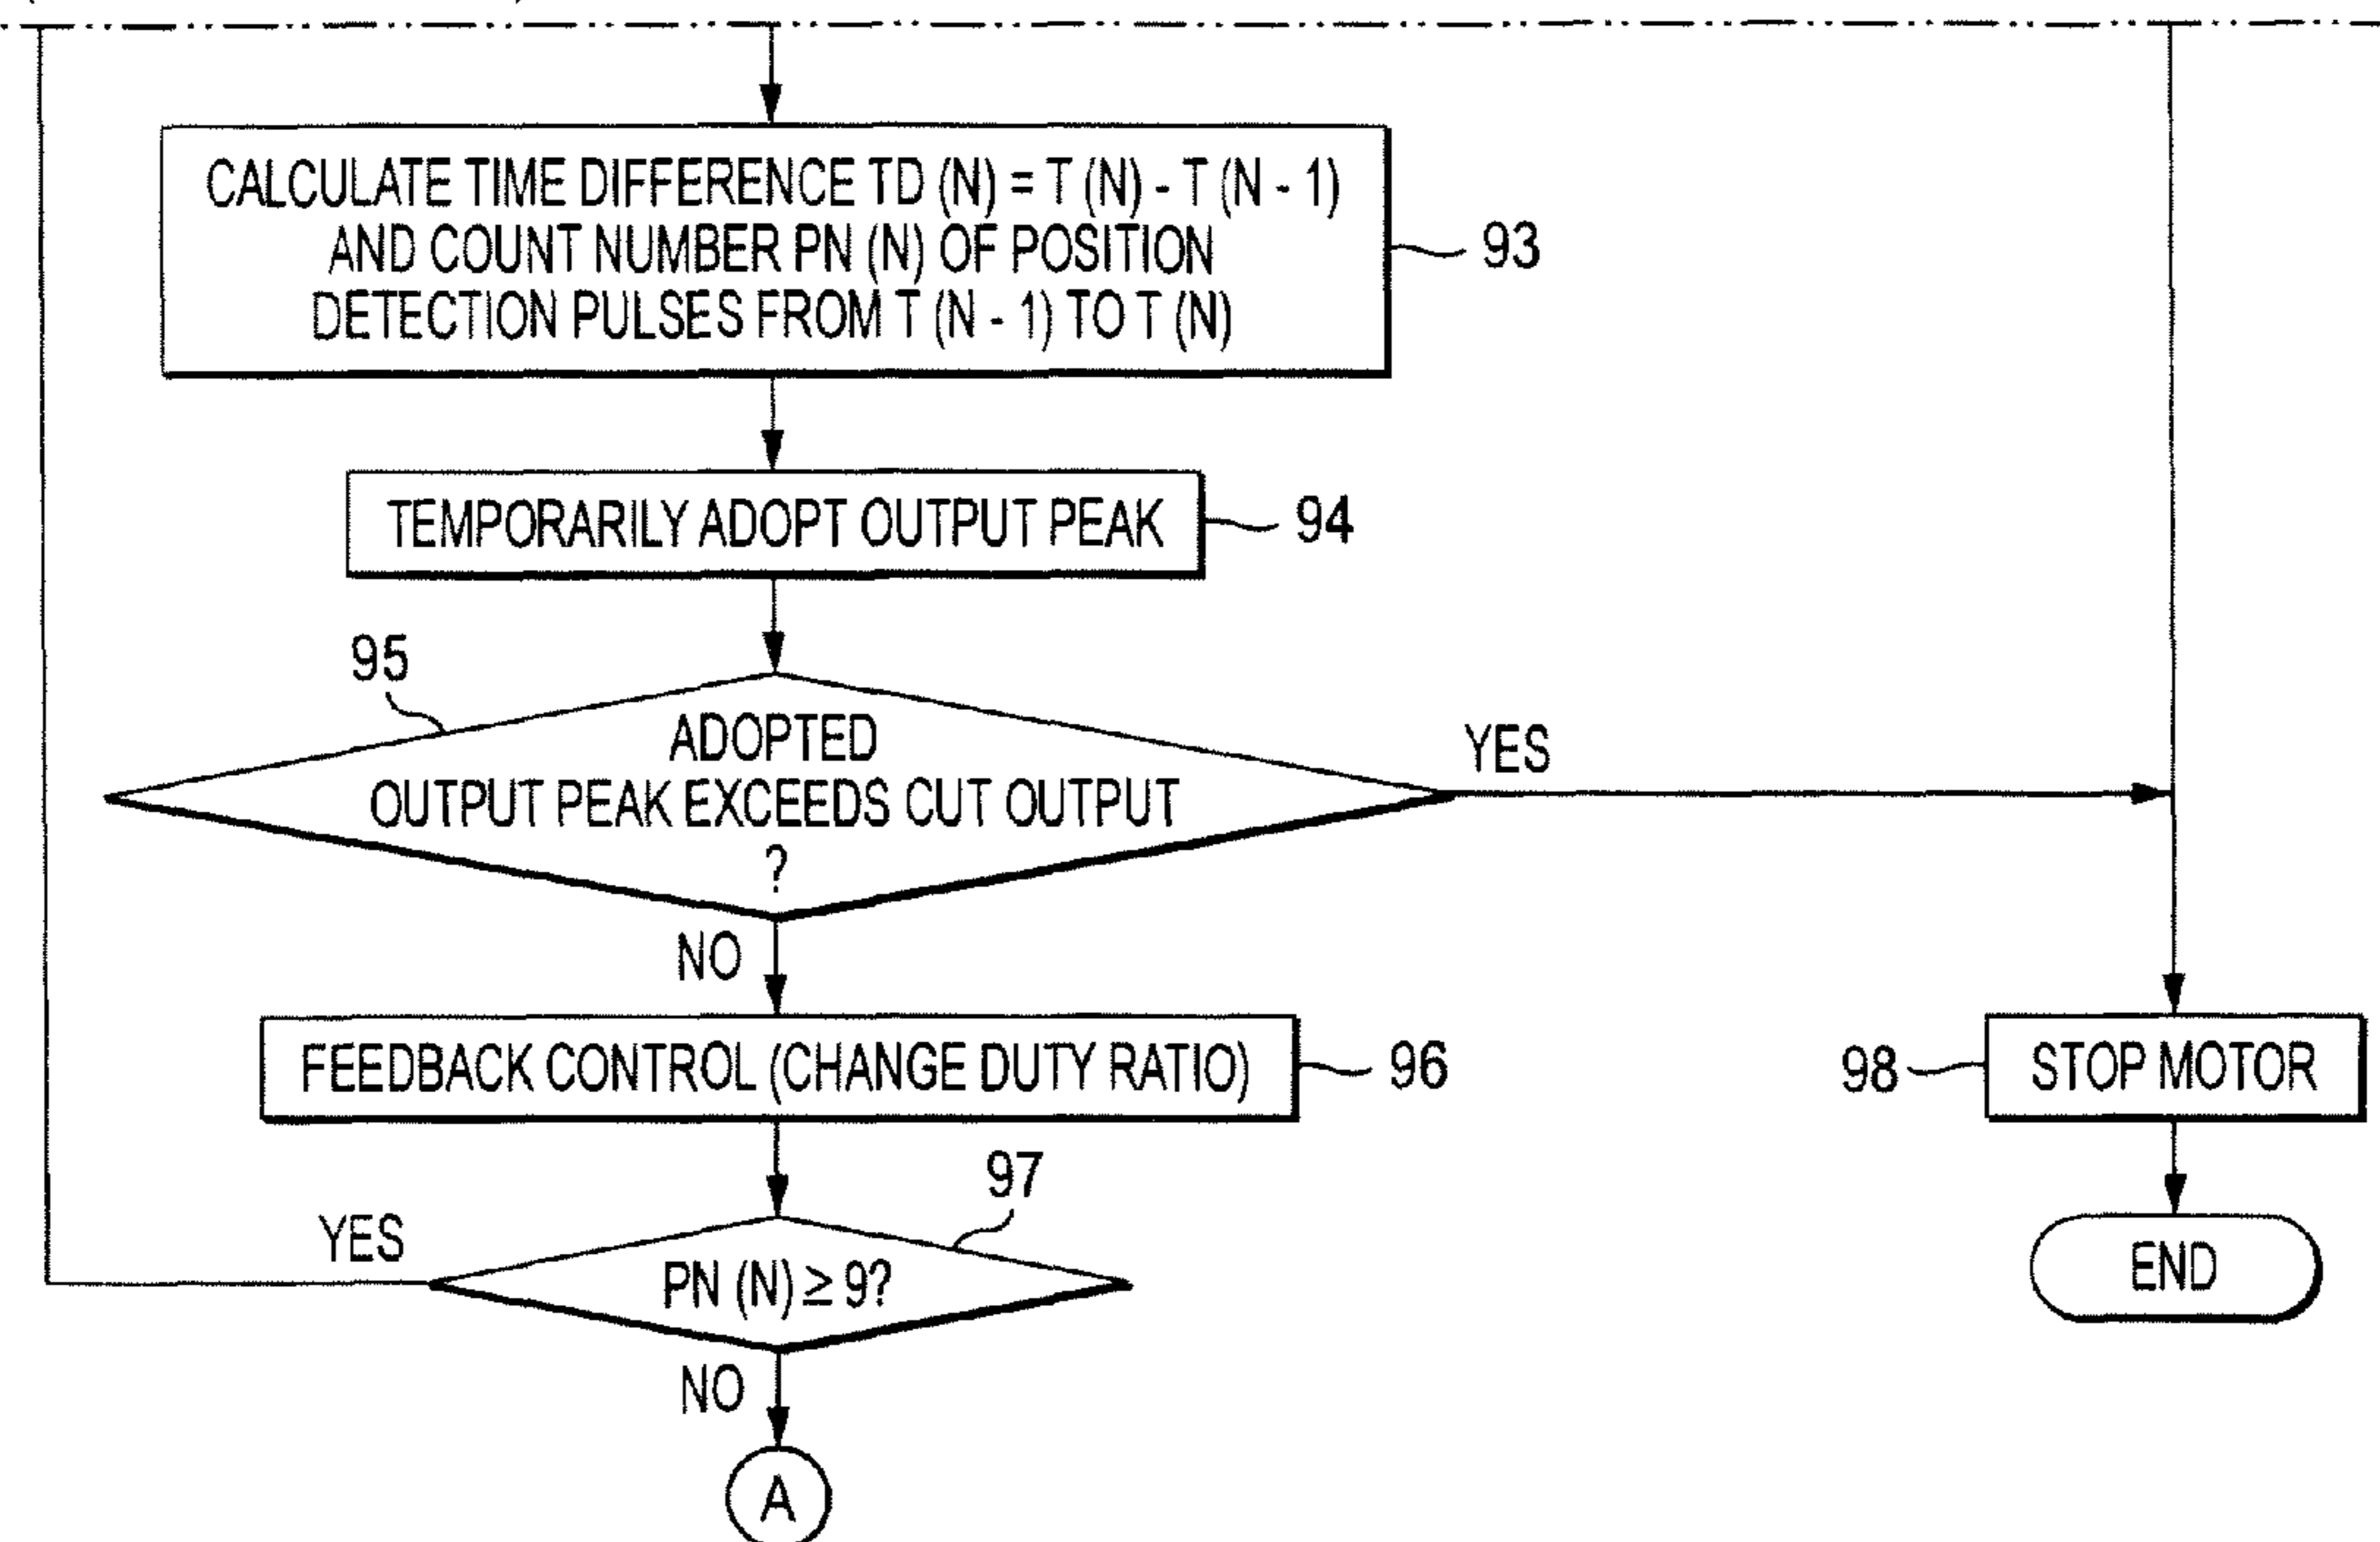 CALCULATE TIME DIFFERENCE TD (N) = T (N) - T (N - 1)
AND COUNT NUMBER PN (N) OF POSITION
DETECTION PULSES FROM T (N - 1) TO T (N)
93
TEMPORARILY ADOPT OUTPUT PEAK
94
95
ADOPTED
OUTPUT PEAK EXCEEDS CUT OUTPUT
?
YES
NO
FEEDBACK CONTROL (CHANGE DUTY RATIO)
96
98
STOP MOTOR
97
YES
PN (N) ≥ 9?
END
NO
A